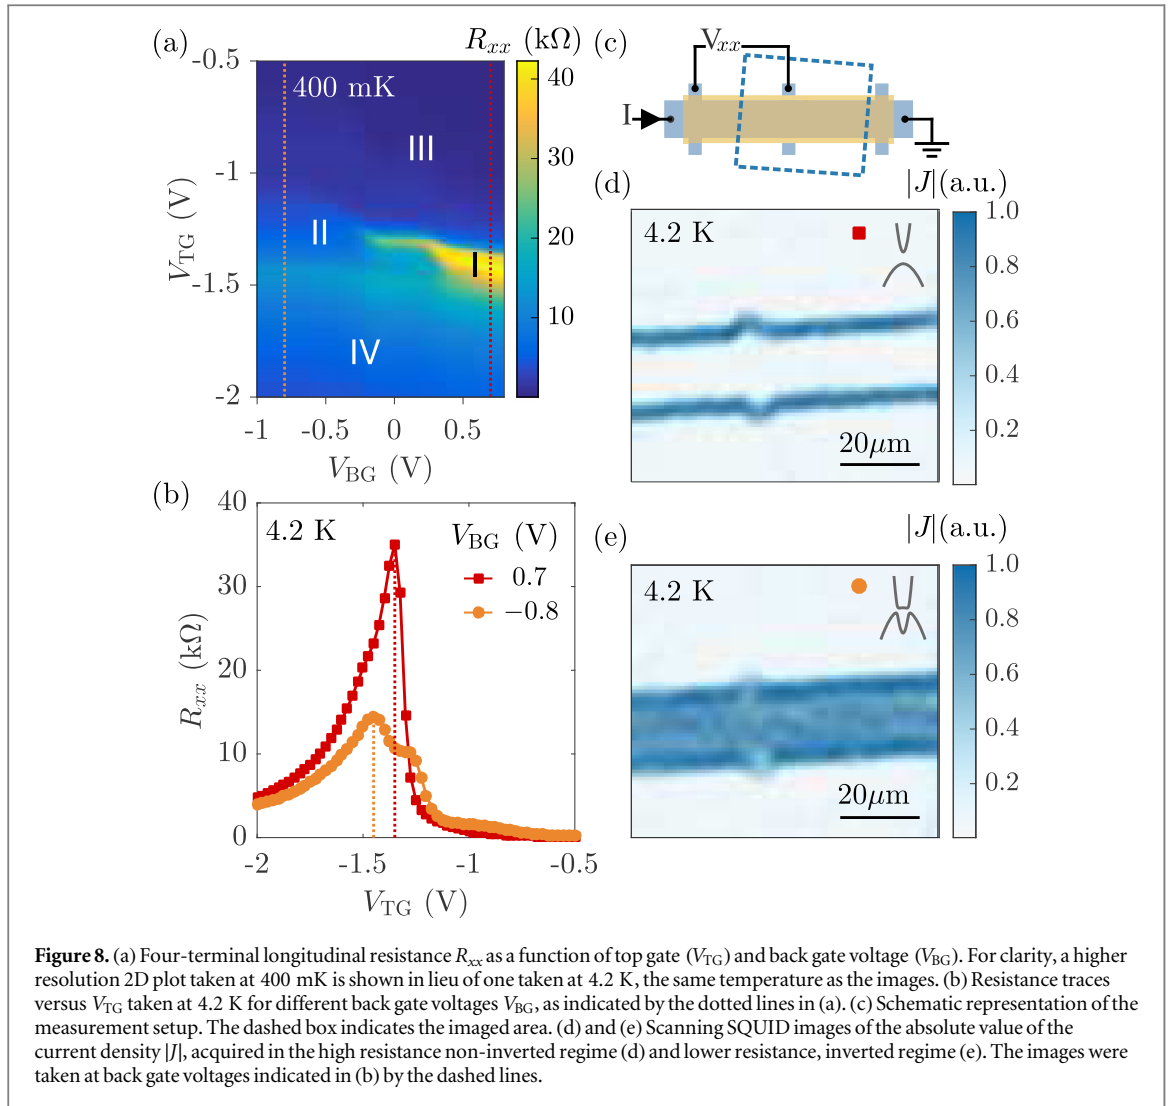 (a)
R_xx (kΩ)
400 mK
III
II
I
IV
-0.5
-1
-1.5
-2
V_TG (V)
-1 -0.5 0 0.5
V_BG (V)
40
30
20
10
(b)
4.2 K
V_BG (V)
0.7
−0.8
40
30
20
10
0
R_xx (kΩ)
-2 -1.5 -1 -0.5
V_TG (V)
(c)
V_xx
I
(d)
|J|(a.u.)
4.2 K
20μm
1.0
0.8
0.6
0.4
0.2
(e)
|J|(a.u.)
4.2 K
20μm
1.0
0.8
0.6
0.4
0.2
Figure 8. (a) Four-terminal longitudinal resistance R_xx as a function of top gate (V_TG) and back gate voltage (V_BG). For clarity, a higher
resolution 2D plot taken at 400 mK is shown in lieu of one taken at 4.2 K, the same temperature as the images. (b) Resistance traces
versus V_TG taken at 4.2 K for different back gate voltages V_BG, as indicated by the dotted lines in (a). (c) Schematic representation of the
measurement setup. The dashed box indicates the imaged area. (d) and (e) Scanning SQUID images of the absolute value of the
current density |J|, acquired in the high resistance non-inverted regime (d) and lower resistance, inverted regime (e). The images were
taken at back gate voltages indicated in (b) by the dashed lines.